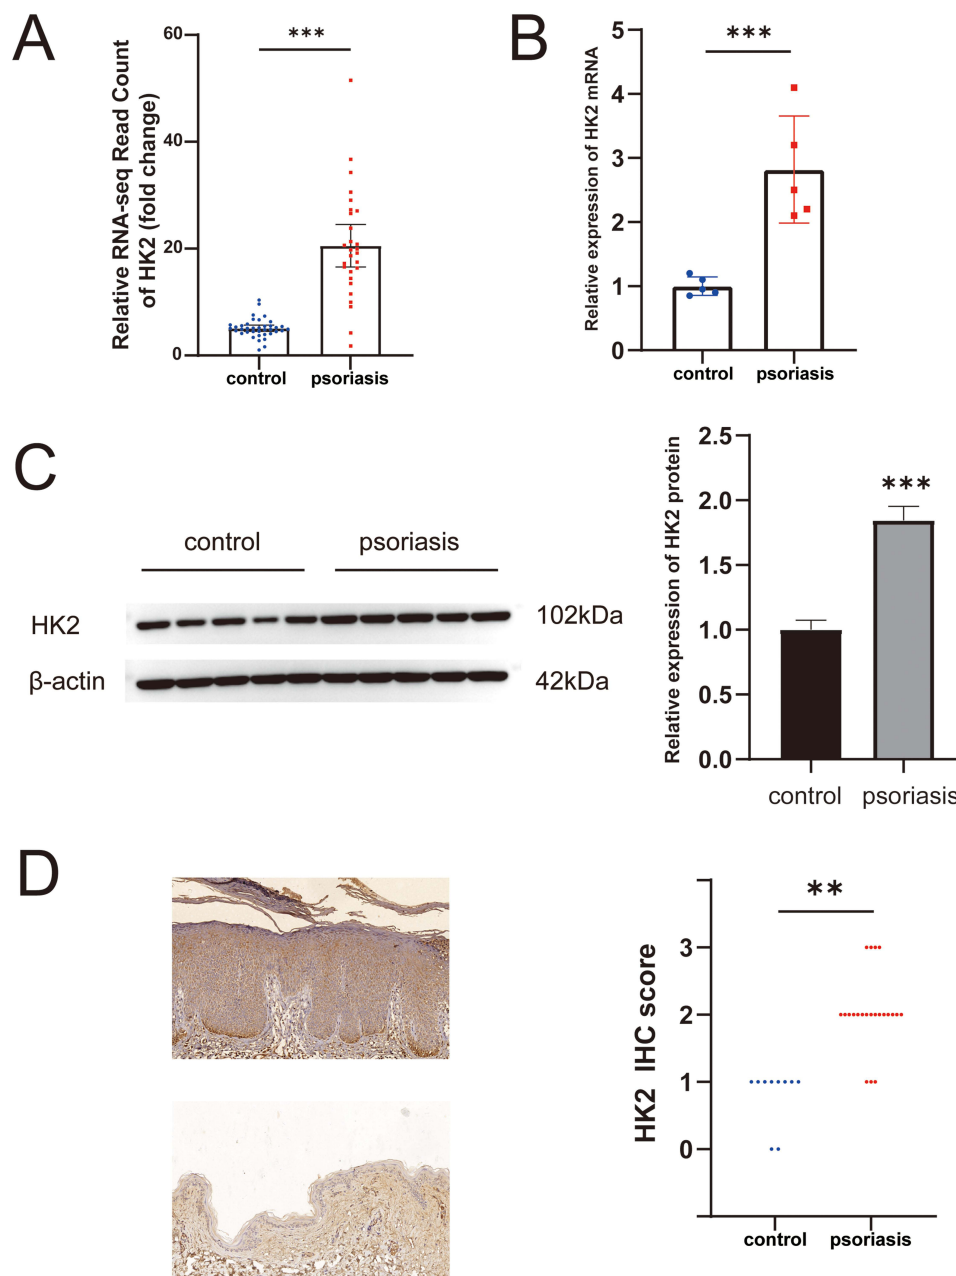 A
Relative RNA-seq Read Count
of HK2 (fold change)
60
40
20
0
***
control
psoriasis
B
Relative expression of HK2 mRNA
5
4
3
2
1
0
***
control
psoriasis
C
control
psoriasis
HK2
102kDa
β-actin
42kDa
Relative expression of HK2 protein
2.5
2.0
1.5
1.0
0.5
0.0
***
control
psoriasis
D
HK2 IHC score
3
2
1
0
**
control
psoriasis